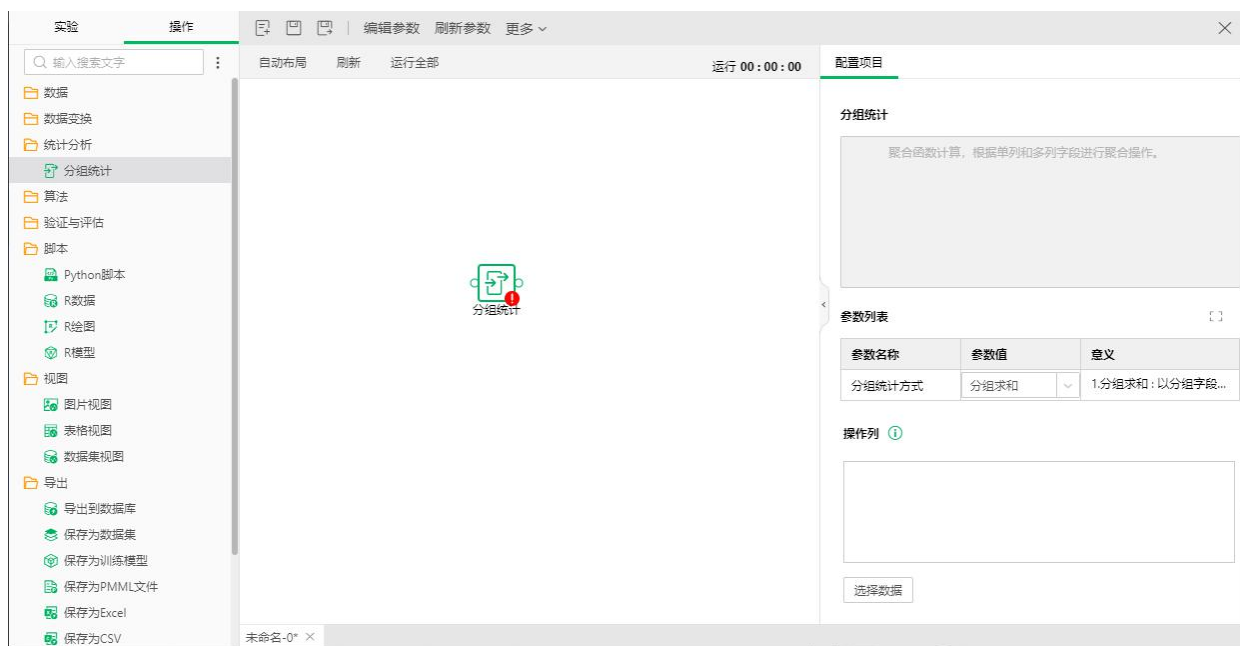 实验 操作
编辑参数 刷新参数 更多
输入搜索文字
自动布局 刷新 运行全部 运行 00:00:00
配置项目
数据
数据变换
统计分析
分组统计
算法
验证与评估
脚本
Python脚本
R数据
R绘图
R模型
视图
图片视图
表格视图
数据集视图
导出
导出到数据库
保存为数据集
保存为训练模型
保存为PMML文件
保存为Excel
保存为CSV
分组统计
未命名-0*
分组统计
聚合函数计算，根据单列和多列字段进行聚合操作。
参数列表
参数名称 参数值 意义
分组统计方式 分组求和 1.分组求和：以分组字段...
操作列
选择数据